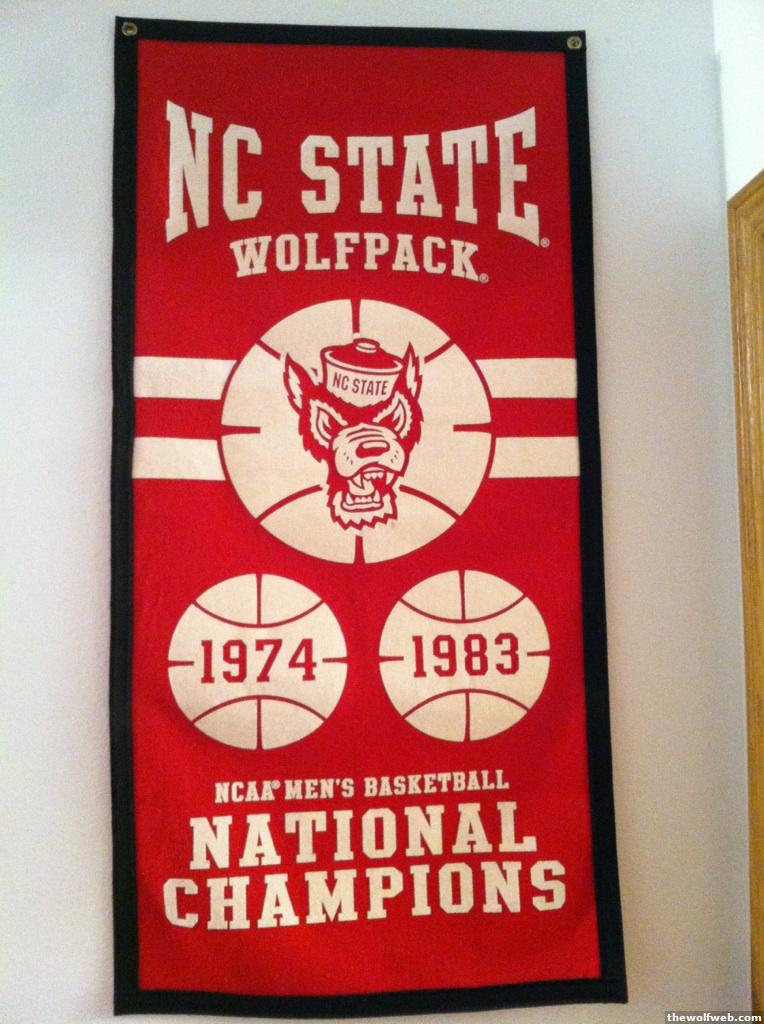 NC STATE®
WOLFPACK®
NC STATE
1974 1983
NCAA® MEN'S BASKETBALL
NATIONAL
CHAMPIONS
thewolfweb.com